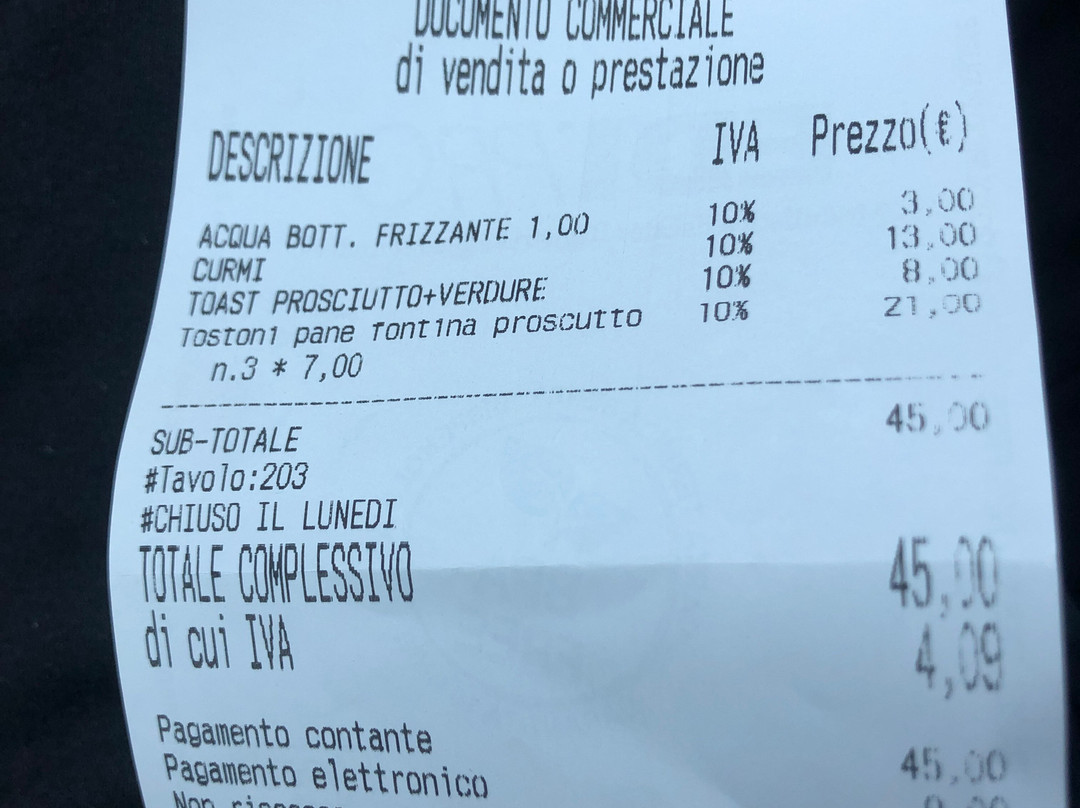 DOCUMENTO COMMERCIALE
di vendita o prestazione
DESCRIZIONE IVA Prezzo(€)
ACQUA BOTT. FRIZZANTE 1,00 10% 3,00
CURMI 10% 13,00
TOAST PROSCIUTTO+VERDURE 10% 8,00
Tostoni pane fontina proscutto 10% 21,00
n.3 * 7,00
SUB-TOTALE 45,00
#Tavolo:203
#CHIUSO IL LUNEDI
TOTALE COMPLESSIVO 45,00
di cui IVA 4,09
Pagamento contante 45,00
Pagamento elettronico 0,00
Non